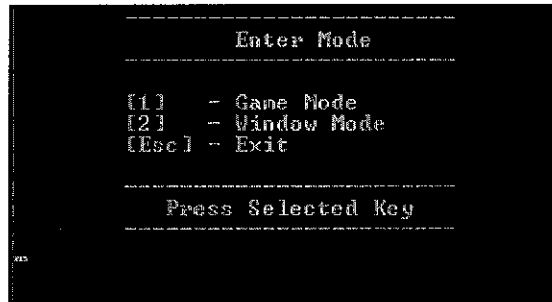 Enter Mode
[1] - Game Mode
[2] - Window Mode
[Esc] - Exit
Press Selected Key